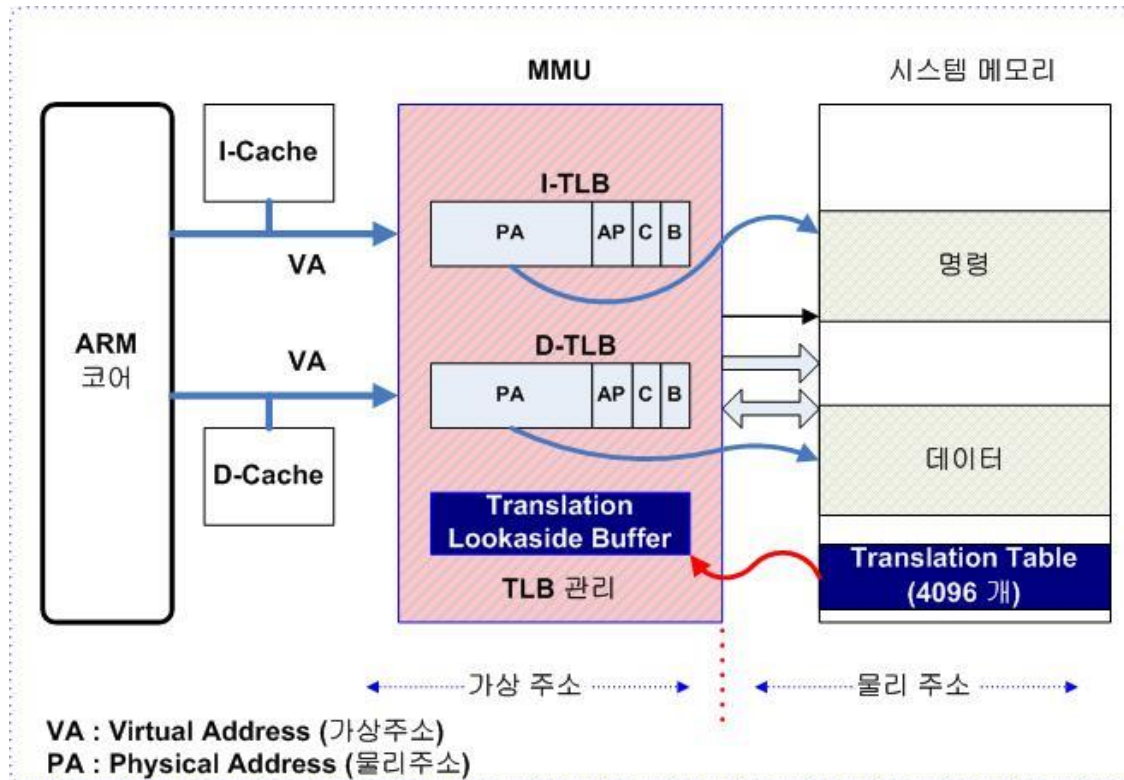 MMU
시스템 메모리
I-Cache
I-TLB
PA AP C B
VA
명령
ARM
코어
VA
D-TLB
PA AP C B
D-Cache
데이터
Translation
Lookaside Buffer
TLB 관리
Translation Table
(4096 개)
가상 주소
물리 주소
VA : Virtual Address (가상주소)
PA : Physical Address (물리주소)